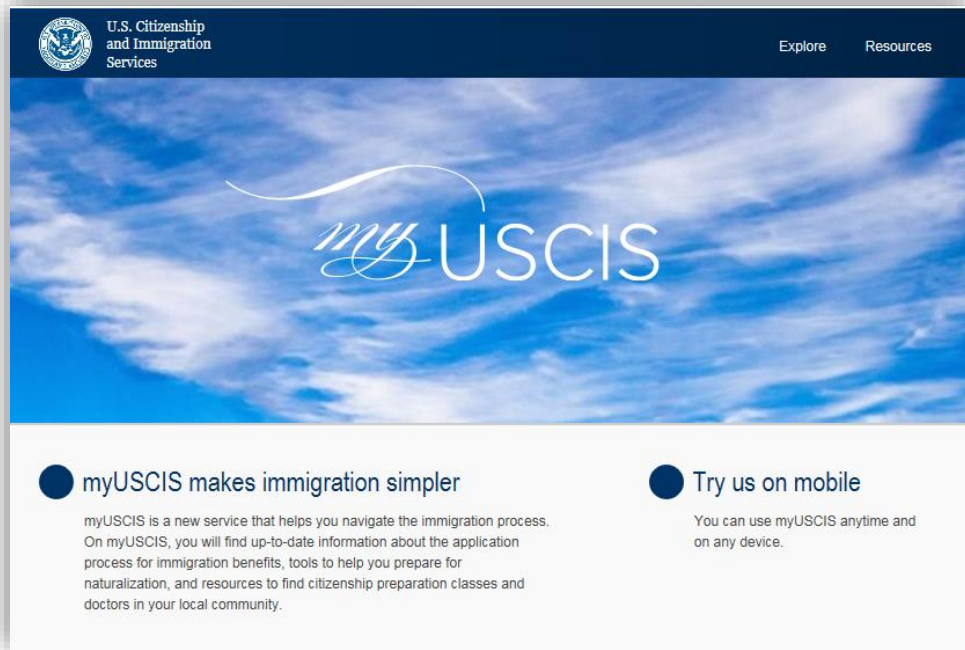 U.S. Citizenship
and Immigration
Services
Explore Resources
my USCIS
myUSCIS makes immigration simpler
myUSCIS is a new service that helps you navigate the immigration process.
On myUSCIS, you will find up-to-date information about the application
process for immigration benefits, tools to help you prepare for
naturalization, and resources to find citizenship preparation classes and
doctors in your local community.
Try us on mobile
You can use myUSCIS anytime and
on any device.